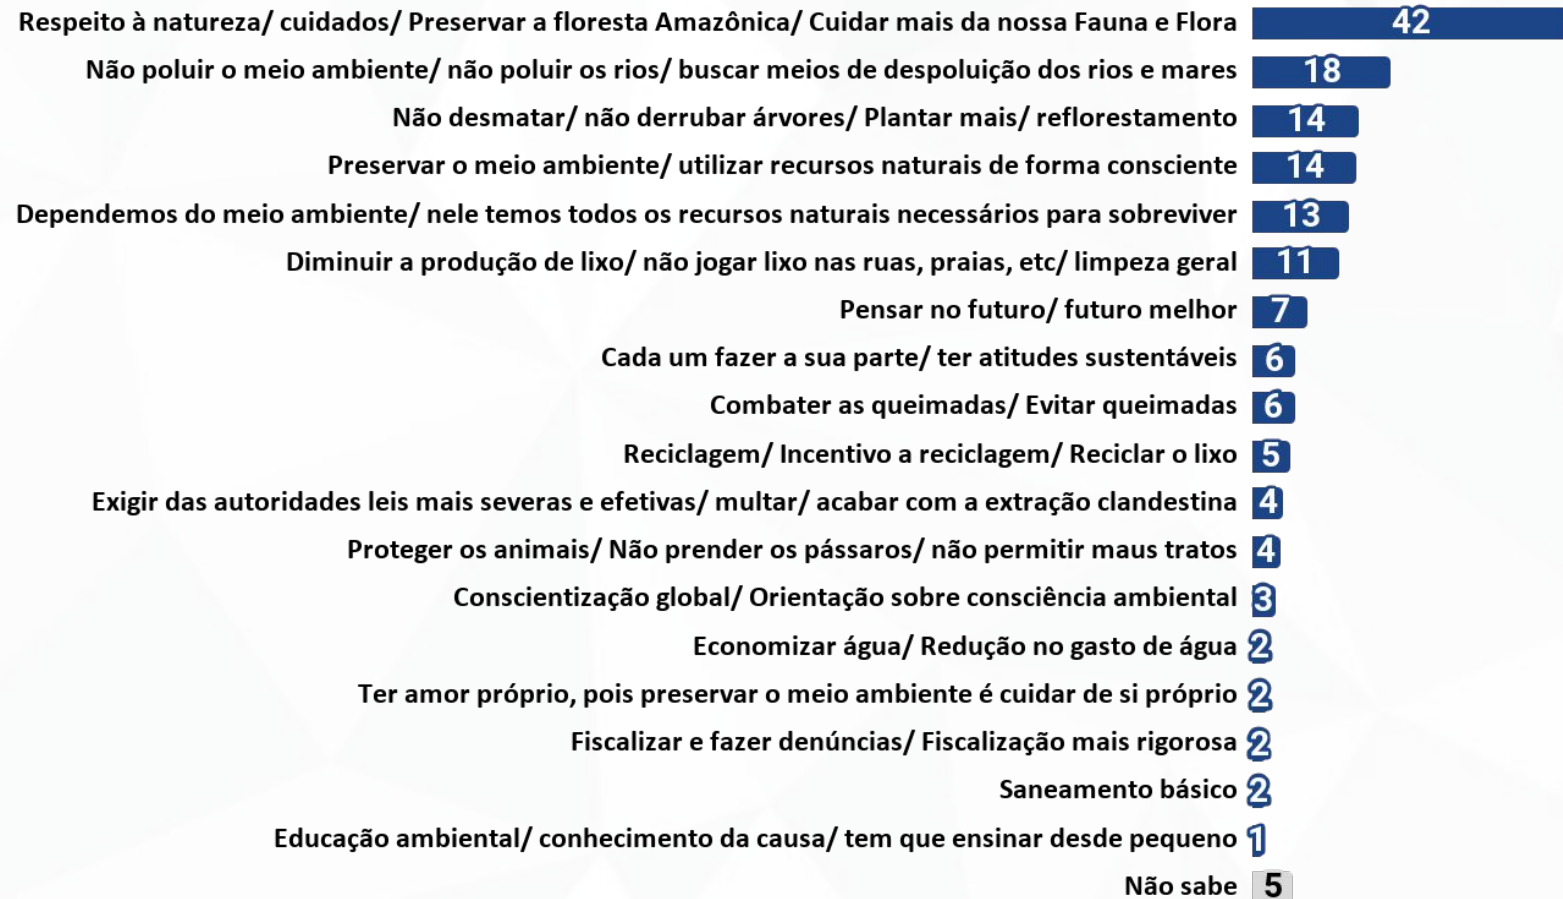 Respeito à natureza/ cuidados/ Preservar a floresta Amazônica/ Cuidar mais da nossa Fauna e Flora 42
Não poluir o meio ambiente/ não poluir os rios/ buscar meios de despoluição dos rios e mares 18
Não desmatar/ não derrubar árvores/ Plantar mais/ reflorestamento 14
Preservar o meio ambiente/ utilizar recursos naturais de forma consciente 14
Dependemos do meio ambiente/ nele temos todos os recursos naturais necessários para sobreviver 13
Diminuir a produção de lixo/ não jogar lixo nas ruas, praias, etc/ limpeza geral 11
Pensar no futuro/ futuro melhor 7
Cada um fazer a sua parte/ ter atitudes sustentáveis 6
Combater as queimadas/ Evitar queimadas 6
Reciclagem/ Incentivo a reciclagem/ Reciclar o lixo 5
Exigir das autoridades leis mais severas e efetivas/ multar/ acabar com a extração clandestina 4
Proteger os animais/ Não prender os pássaros/ não permitir maus tratos 4
Conscientização global/ Orientação sobre consciência ambiental 3
Economizar água/ Redução no gasto de água 2
Ter amor próprio, pois preservar o meio ambiente é cuidar de si próprio 2
Fiscalizar e fazer denúncias/ Fiscalização mais rigorosa 2
Saneamento básico 2
Educação ambiental/ conhecimento da causa/ tem que ensinar desde pequeno 1
Não sabe 5